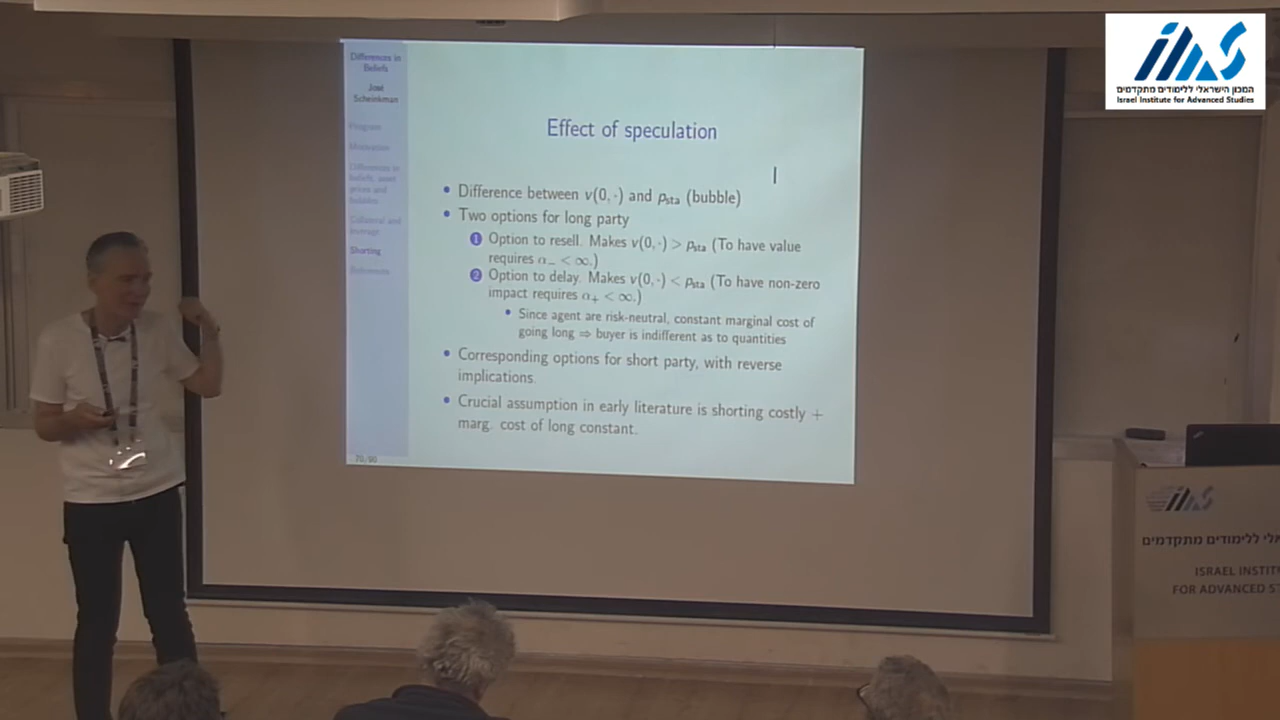 המכון הישראלי ללימודים מתקדמים
Israel Institute for Advanced Studies
Differences in
Beliefs
José
Scheinkman
Program
Motivation
Differences in
beliefs, asset
prices and
bubbles
Collateral and
leverage
Shorting
References
Effect of speculation
• Difference between v(0, ·) and psta (bubble)
• Two options for long party
1 Option to resell. Makes v(0, ·) > psta (To have value
requires α− < ∞.)
2 Option to delay. Makes v(0, ·) < psta (To have non-zero
impact requires α+ < ∞.)
• Since agent are risk-neutral, constant marginal cost of
going long ⇒ buyer is indifferent as to quantities
• Corresponding options for short party, with reverse
implications.
• Crucial assumption in early literature is shorting costly +
marg. cost of long constant.
70/90
ללימודים מתקדמים
ISRAEL
FOR ADVANCED